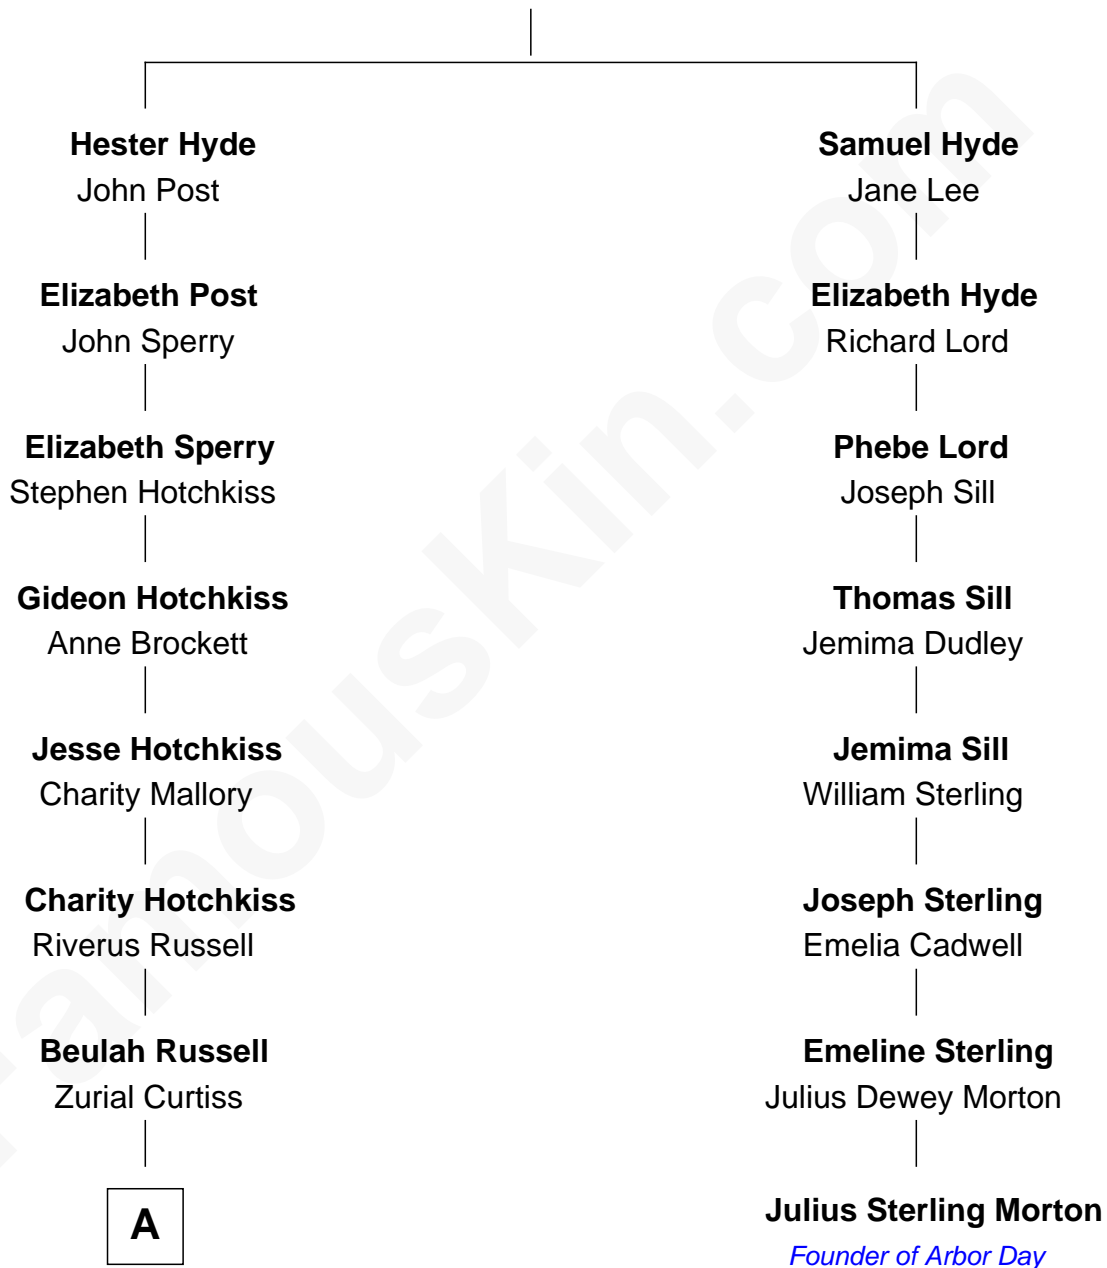 Hester Hyde
John Post
Elizabeth Post
John Sperry
Elizabeth Sperry
Stephen Hotchkiss
Gideon Hotchkiss
Anne Brockett
Jesse Hotchkiss
Charity Mallory
Charity Hotchkiss
Riverus Russell
Beulah Russell
Zurial Curtiss
A
Samuel Hyde
Jane Lee
Elizabeth Hyde
Richard Lord
Phebe Lord
Joseph Sill
Thomas Sill
Jemima Dudley
Jemima Sill
William Sterling
Joseph Sterling
Emelia Cadwell
Emeline Sterling
Julius Dewey Morton
Julius Sterling Morton
Founder of Arbor Day
FamousKin.com